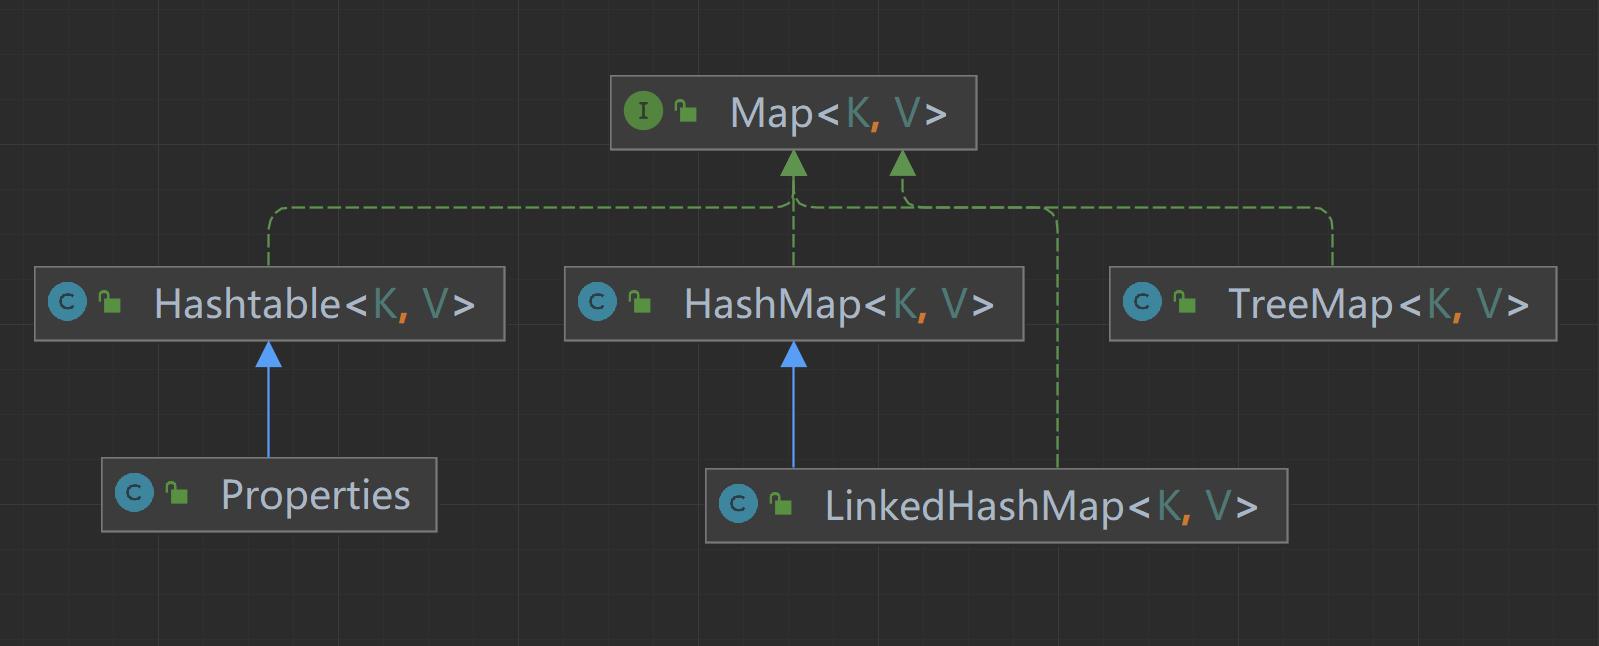 I Map<K, V>
C Hashtable<K, V>
C HashMap<K, V>
C TreeMap<K, V>
C Properties
C LinkedHashMap<K, V>